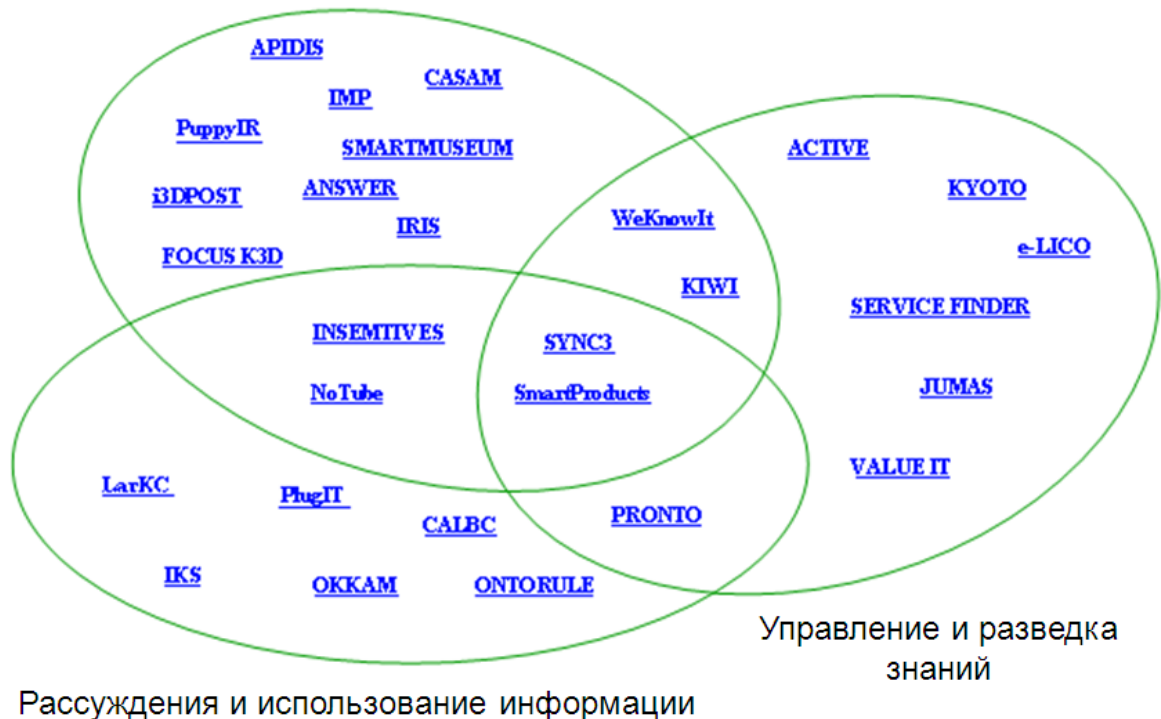 APIDIS
CASAM
IMP
PuppyIR
SMARTMUSEUM
ACTIVE
i3DPOST
ANSWER
KYOTO
IRIS
WeKnowIt
FOCUS K3D
e-LICO
KIWI
SERVICE FINDER
INSEMTIVES
SYNC3
NoTube
SmartProducts
JUMAS
VALUE IT
LarKC
PlugIT
CALBC
PRONTO
IKS
OKKAM
ONTORULE
Управление и разведка
знаний
Рассуждения и использование информации